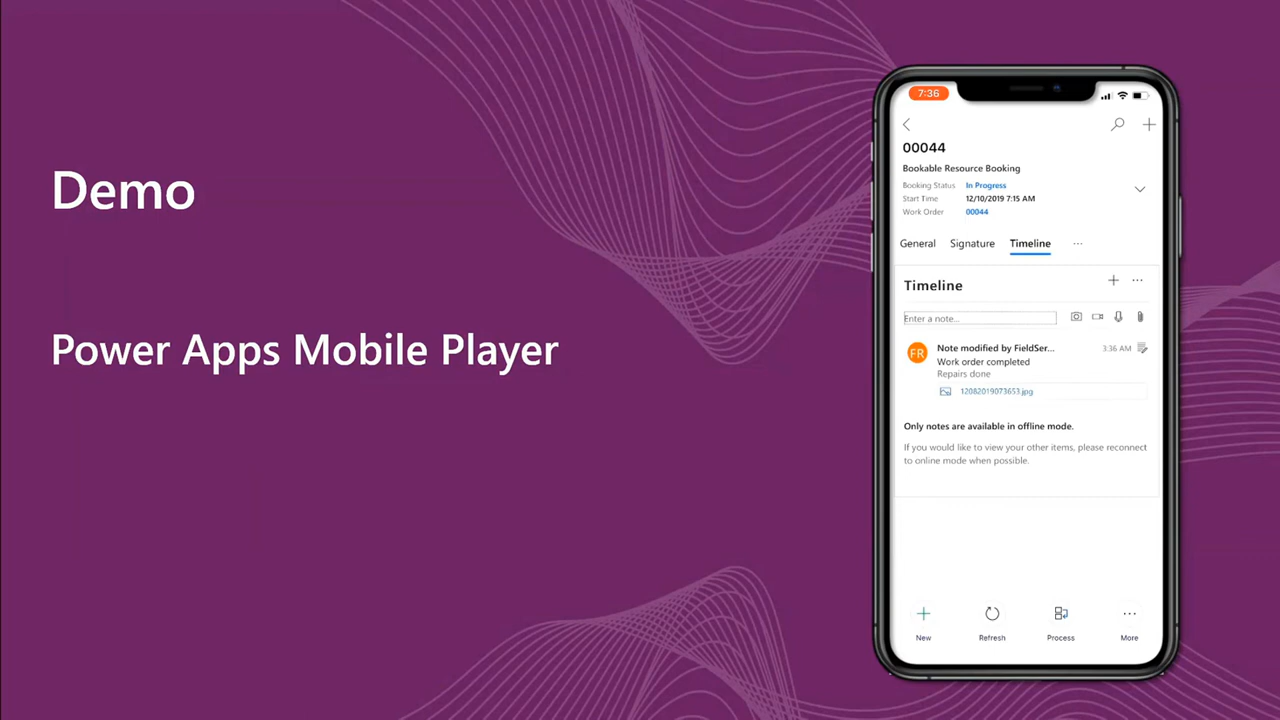 Demo
Power Apps Mobile Player
7:36
00044
Bookable Resource Booking
Booking Status In Progress
Start Time 12/10/2019 7:15 AM
Work Order 00044
General Signature Timeline ...
Timeline
Enter a note...
FR
Note modified by FieldSer... 3:36 AM
Work order completed
Repairs done
12082019073653.jpg
Only notes are available in offline mode.
If you would like to view your other items, please reconnect
to online mode when possible.
New Refresh Process More